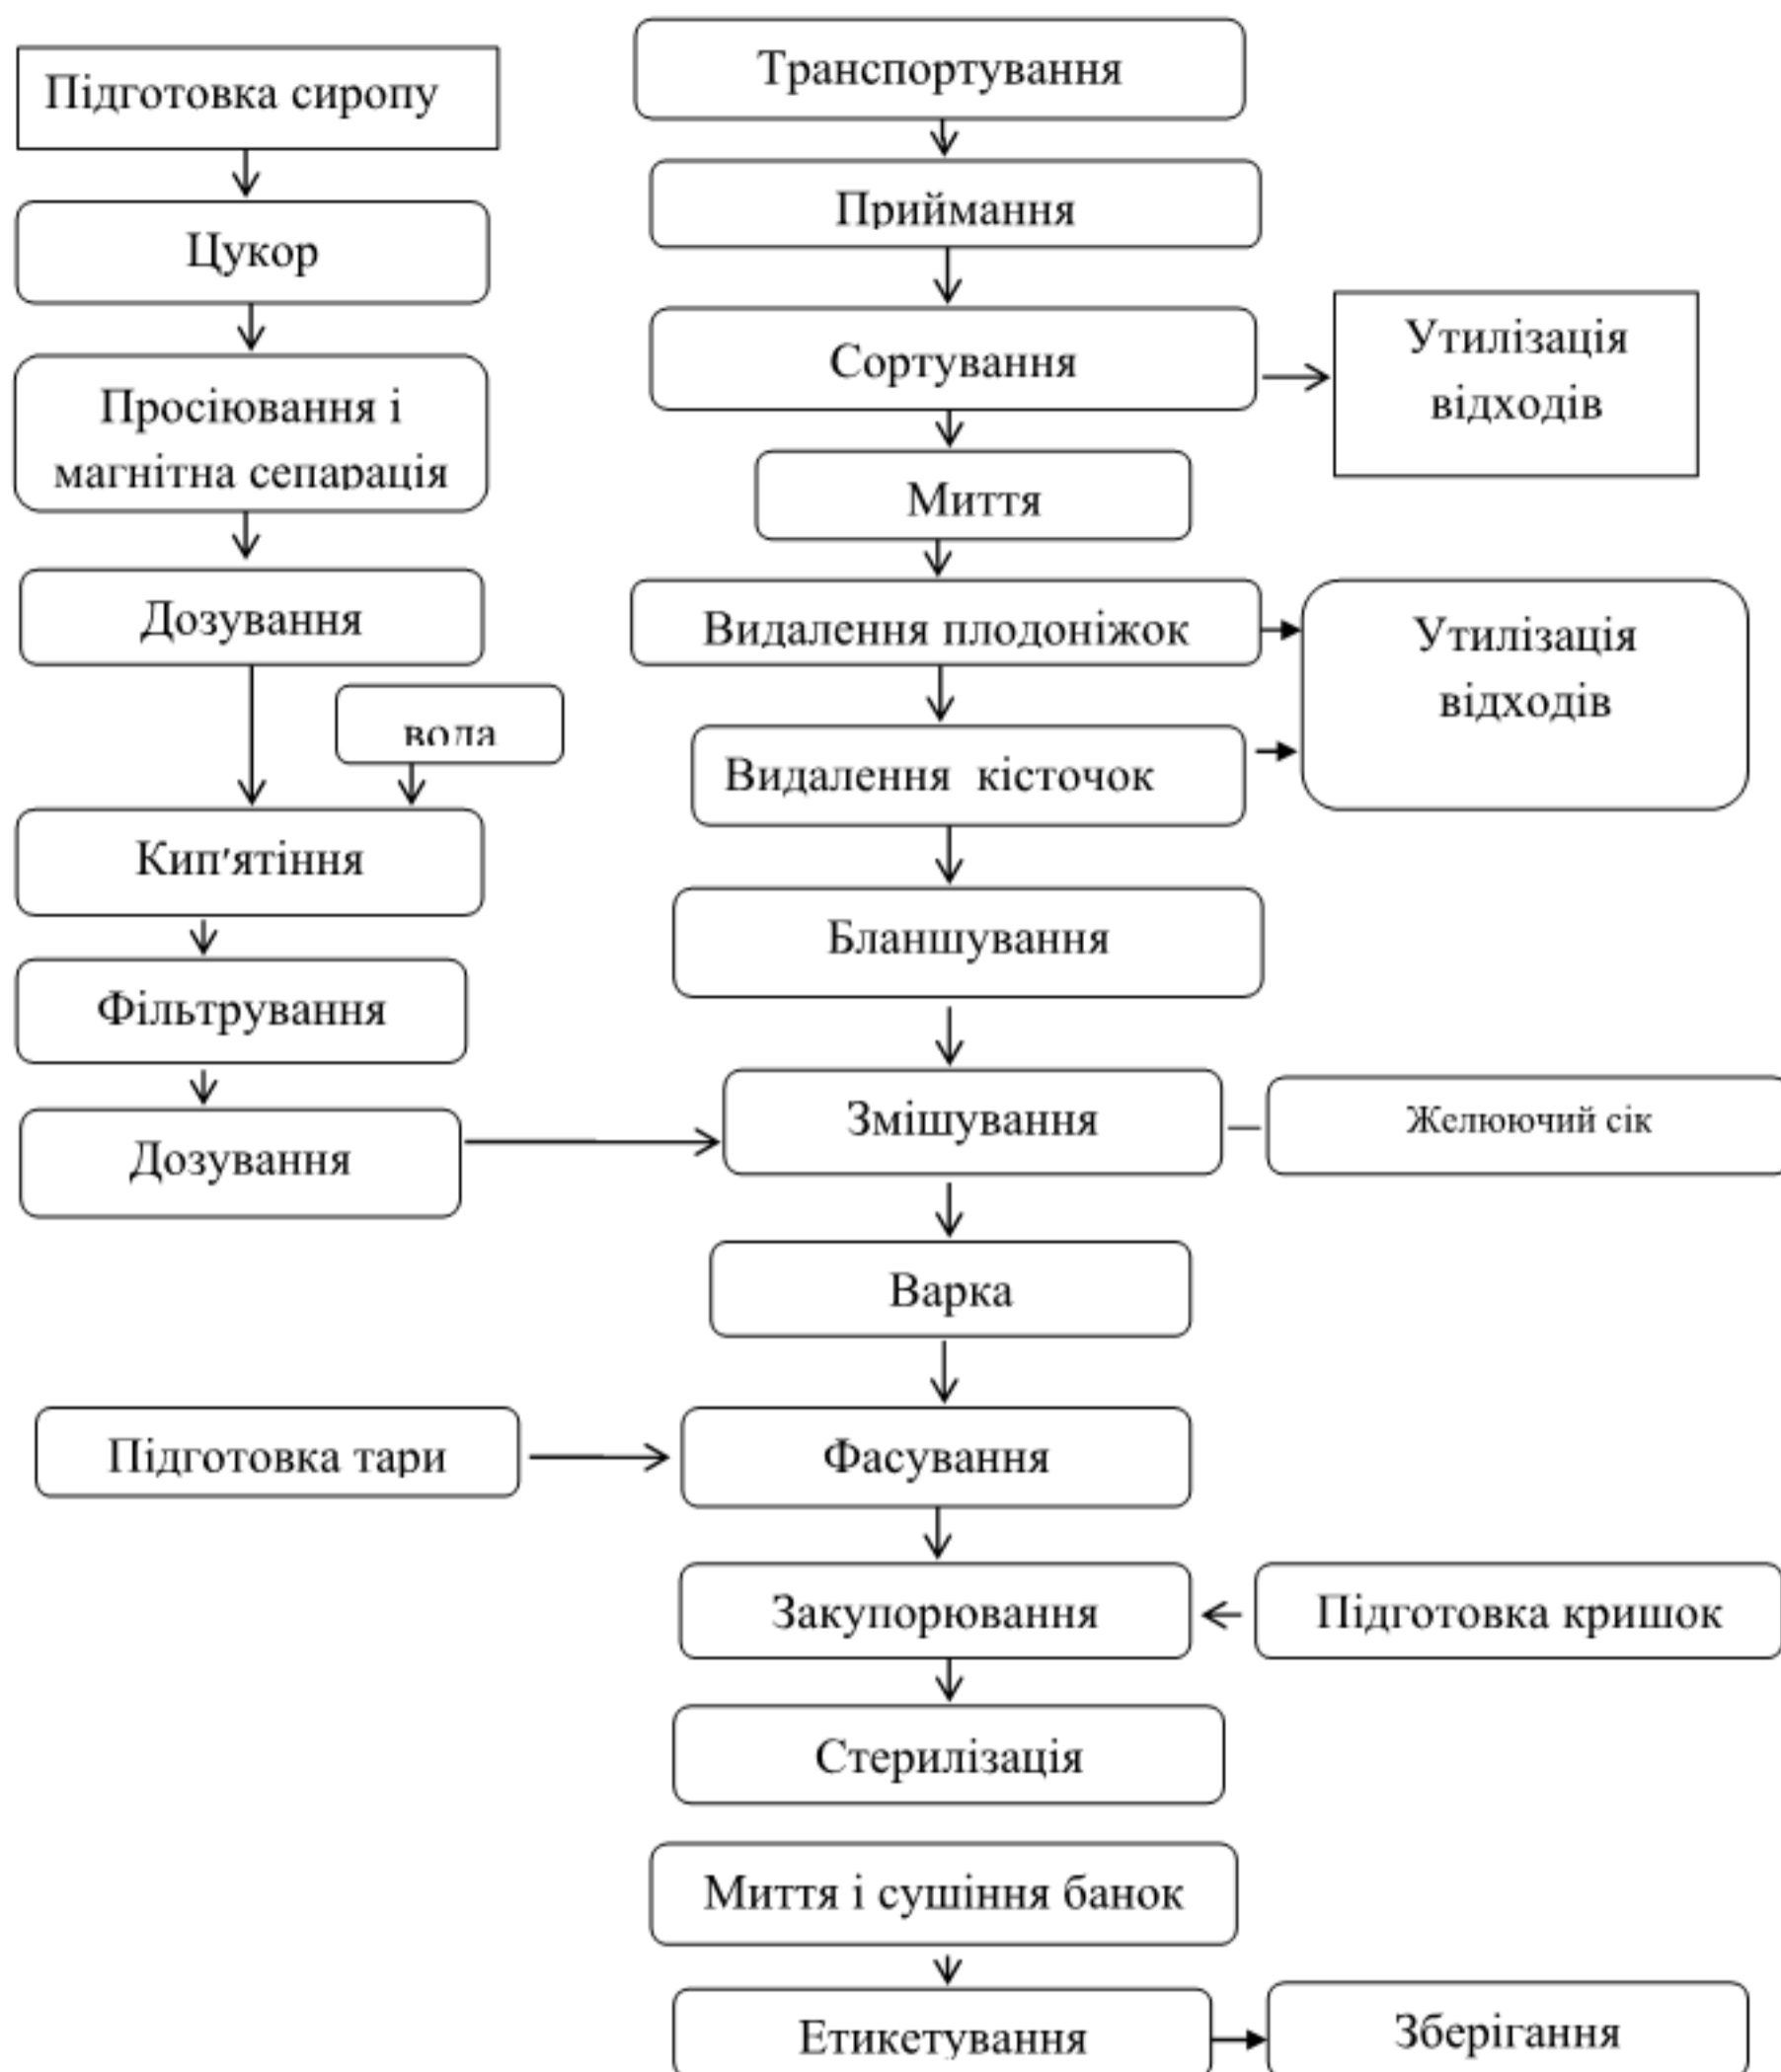 Підготовка сиропу
Цукор
Просіювання і
магнітна сепарація
Дозування
вода
Кип'ятіння
Фільтрування
Дозування
Транспортування
Приймання
Сортування
Утилізація
відходів
Миття
Видалення плодоніжок
Утилізація
відходів
Видалення кісточок
Бланшування
Змішування
Желюючий сік
Варка
Підготовка тари
Фасування
Закупорювання
Підготовка кришок
Стерилізація
Миття і сушіння банок
Етикетування
Зберігання